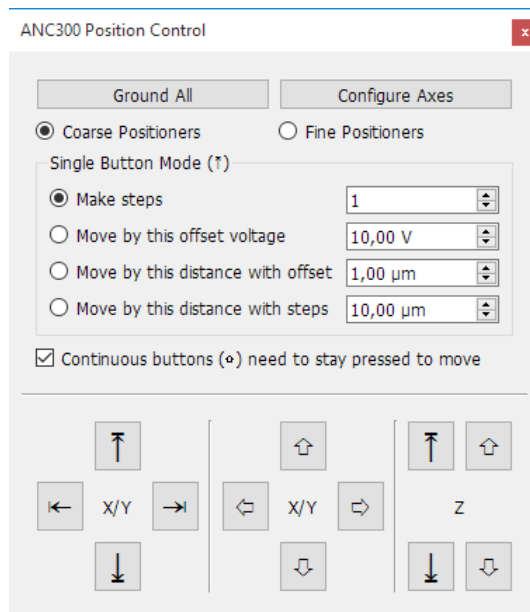 ANC300 Position Control
x
Ground All
Configure Axes
Coarse Positioners
Fine Positioners
Single Button Mode (⤒)
Make steps
1
Move by this offset voltage
10,00 V
Move by this distance with offset
1,00 µm
Move by this distance with steps
10,00 µm
Continuous buttons (⇧) need to stay pressed to move
X/Y
X/Y
Z